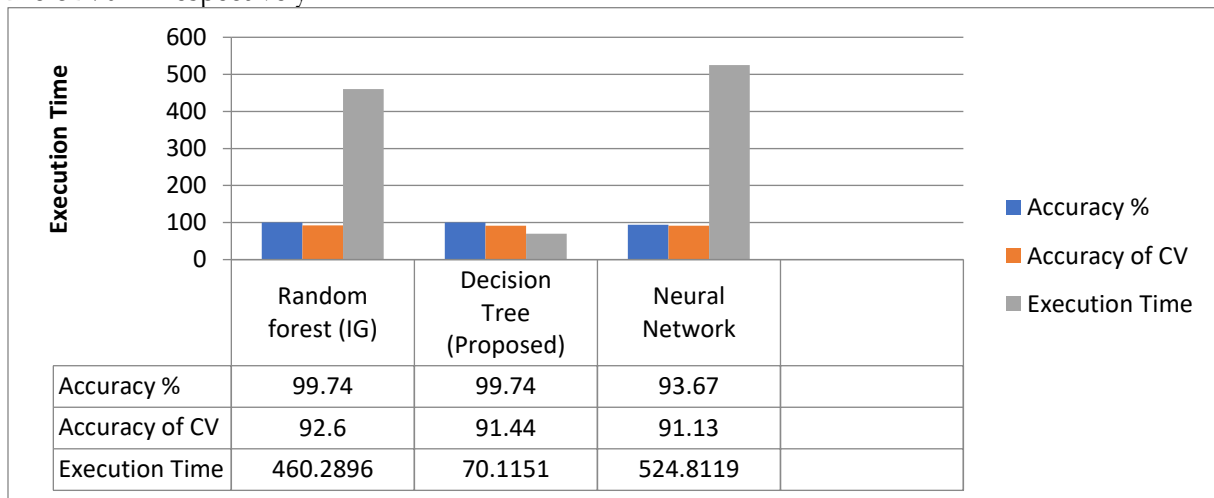 600
500
400
300
200
100
0
Execution Time
Accuracy %
Accuracy of CV
Execution Time
Random forest (IG)
Decision Tree (Proposed)
Neural Network
Accuracy % 99.74 99.74 93.67
Accuracy of CV 92.6 91.44 91.13
Execution Time 460.2896 70.1151 524.8119